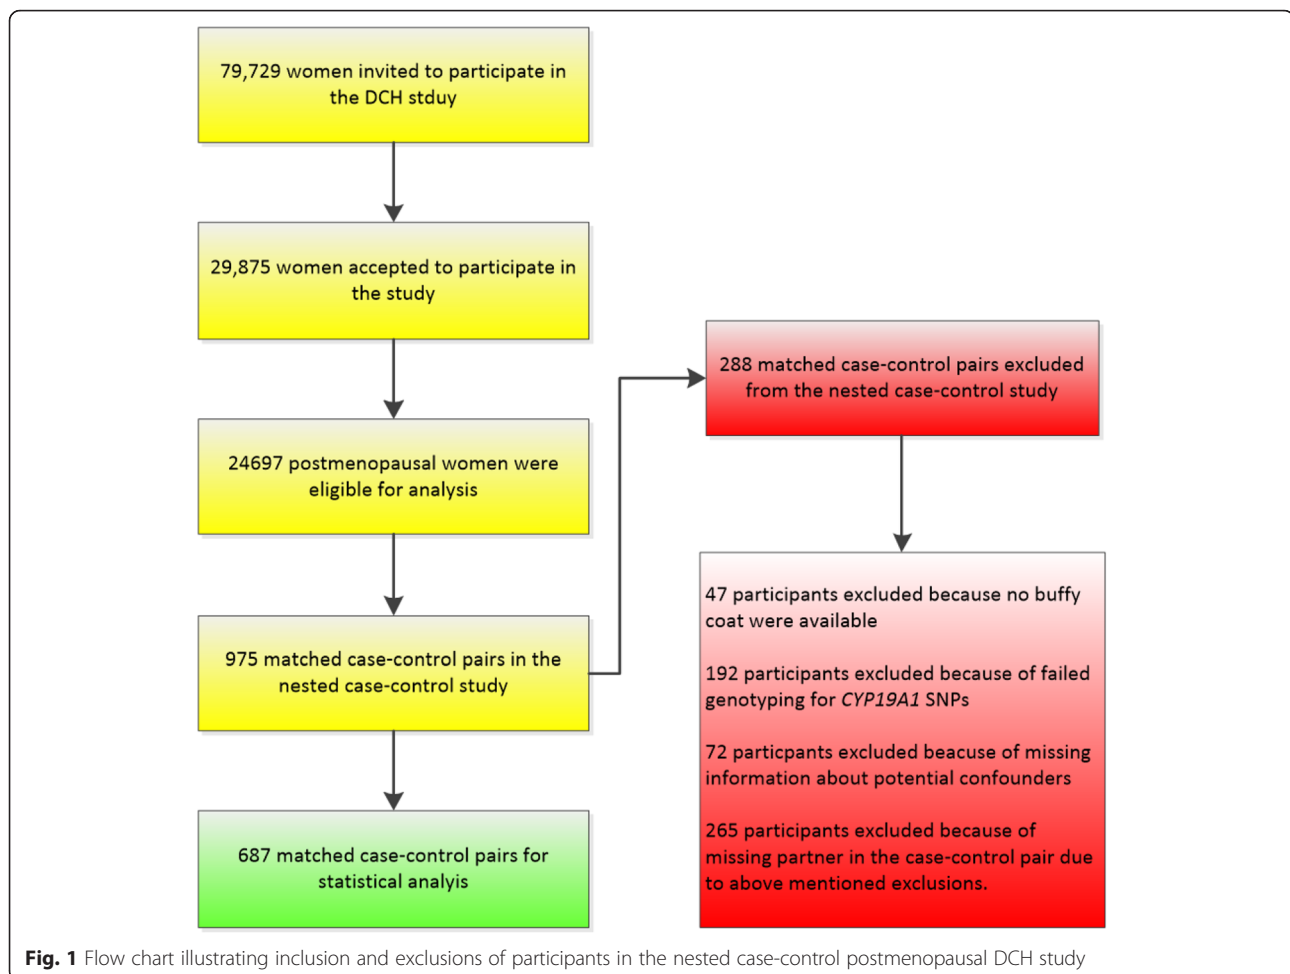 79,729 women invited to participate in
the DCH stduy
29,875 women accepted to participate in
the study
24697 postmenopausal women were
eligible for analysis
975 matched case-control pairs in the
nested case-control study
687 matched case-control pairs for
statistical analyis
288 matched case-control pairs excluded
from the nested case-control study
47 participants excluded because no buffy
coat were available
192 participants excluded because of failed
genotyping for CYP19A1 SNPs
72 particpants excluded beacuse of missing
information about potential confounders
265 participants excluded because of
missing partner in the case-control pair due
to above mentioned exclusions.
Fig. 1 Flow chart illustrating inclusion and exclusions of participants in the nested case-control postmenopausal DCH study